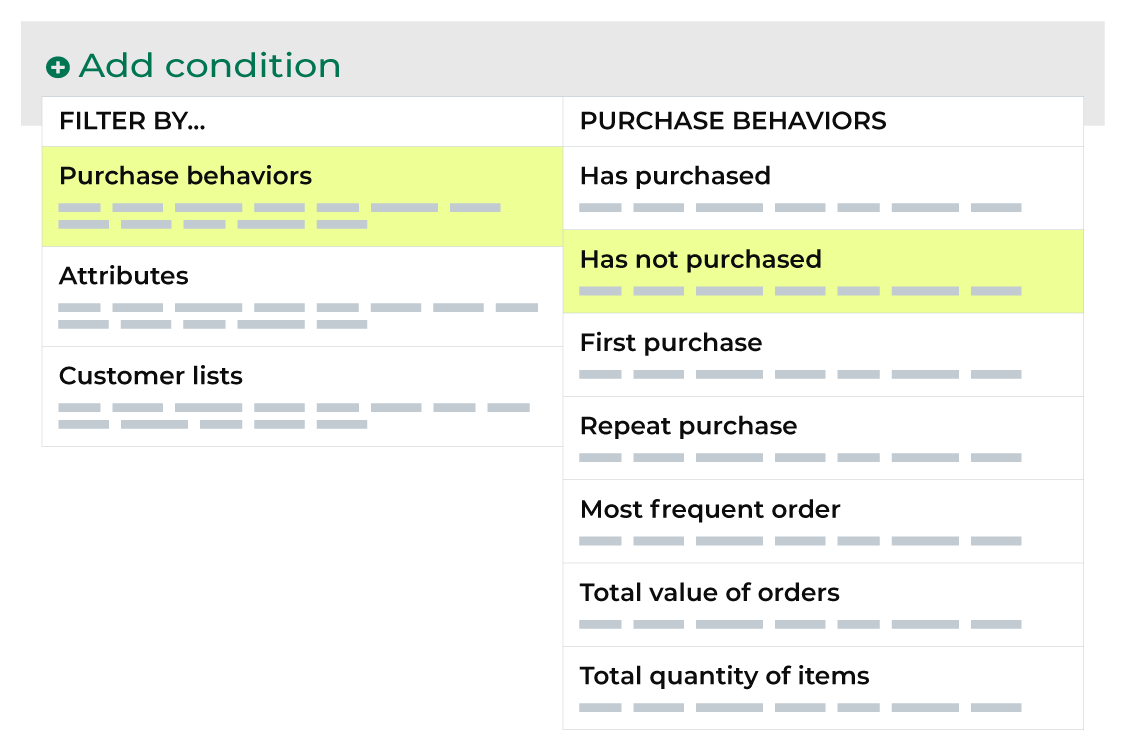 Add condition
FILTER BY...
Purchase behaviors
Attributes
Customer lists
PURCHASE BEHAVIORS
Has purchased
Has not purchased
First purchase
Repeat purchase
Most frequent order
Total value of orders
Total quantity of items